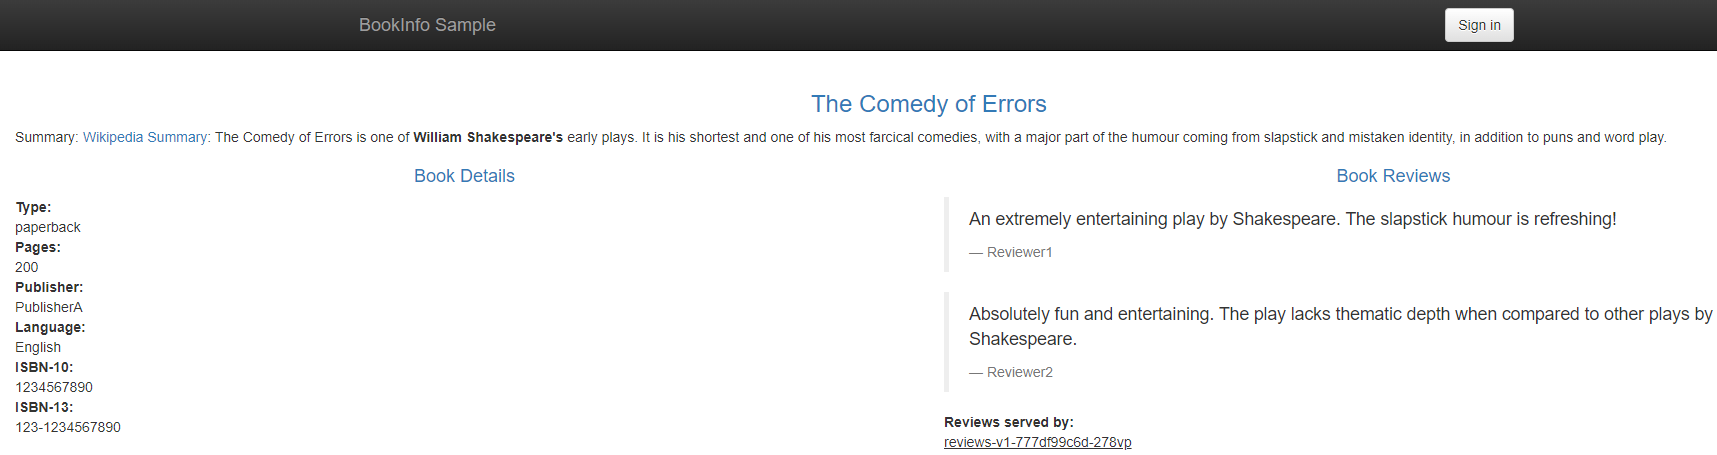 BookInfo Sample
Sign in
The Comedy of Errors
Summary: Wikipedia Summary: The Comedy of Errors is one of William Shakespeare's early plays. It is his shortest and one of his most farcical comedies, with a major part of the humour coming from slapstick and mistaken identity, in addition to puns and word play.
Book Details
Type:
paperback
Pages:
200
Publisher:
PublisherA
Language:
English
ISBN-10:
1234567890
ISBN-13:
123-1234567890
Book Reviews
An extremely entertaining play by Shakespeare. The slapstick humour is refreshing!
— Reviewer1
Absolutely fun and entertaining. The play lacks thematic depth when compared to other plays by
Shakespeare.
— Reviewer2
Reviews served by:
reviews-v1-777df99c6d-278vp